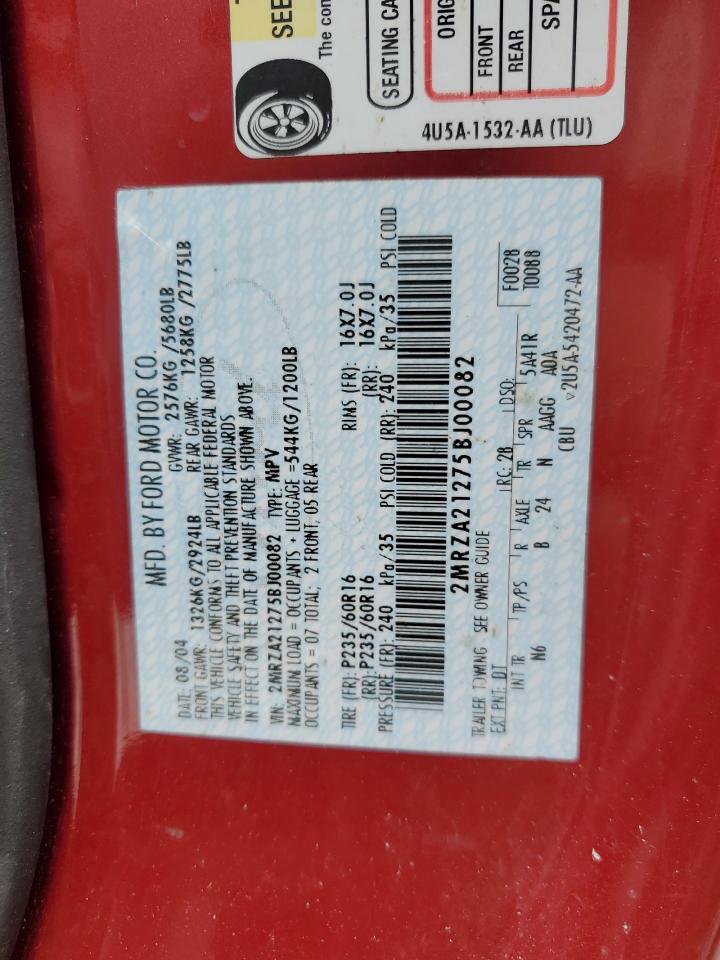 MFD. BY FORD MOTOR CO.
DATE: 08/04 GVWR: 2576KG /5680LB
FRONT GAWR: 1326KG/2924LB REAR GAWR: 1258KG /2775LB
THIS VEHICLE CONFORMS TO ALL APPLICABLE FEDERAL MOTOR
VEHICLE SAFETY AND THEFT PREVENTION STANDARDS
IN EFFECT ON THE DATE OF MANUFACTURE SHOWN ABOVE.
VIN: 2MRZA21275BJ00082 TYPE: MPV
MAXIMUM LOAD = OCCUPANTS + LUGGAGE =544KG/1200LB
OCCUPANTS = 07 TOTAL; 2 FRONT, 05 REAR
TIRE (FR): P235/60R16 RIMS (FR): 16X7.0J
(RR): P235/60R16 (RR): 16X7.0J
PRESSURE (FR): 240 kPa/35 PSI COLD (RR): 240 kPa/35 PSI COLD
2MRZA21275BJ00082
TRAILER TOWING SEE OWNER GUIDE
EXT PNT: DT RC: 28 DSO: F0028
INT TR TP/PS R AXLE TR SPR 5A41R T0088
N6 B 24 N AAGG AOA
CBU v2U5A-5420472-AA
SEE
The con
SEATING CA
ORIG
FRONT
REAR
SPA
4U5A-1532-AA (TLU)